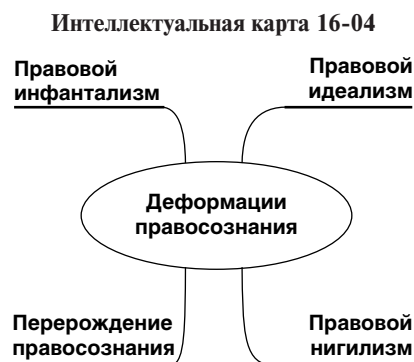 Интеллектуальная карта 16-04
Правовой
инфантализм
Правовой
идеализм
Деформации
правосознания
Перерождение
правосознания
Правовой
нигилизм